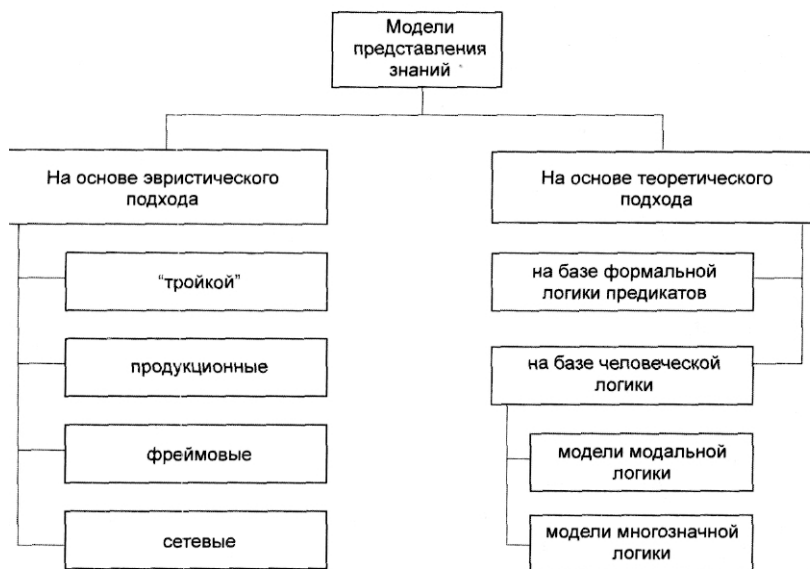 Модели
представления
знаний
На основе эвристического
подхода
"тройкой"
продукционные
фреймовые
сетевые
На основе теоретического
подхода
на базе формальной
логики предикатов
на базе человеческой
логики
модели модальной
логики
модели многозначной
логики